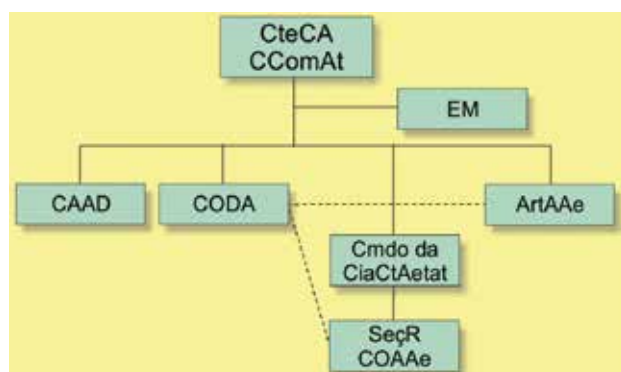 CteCA
CComAt
EM
CAAD
CODA
ArtAAe
Cmdo da
CiaCtAetat
SeçR
COAAe